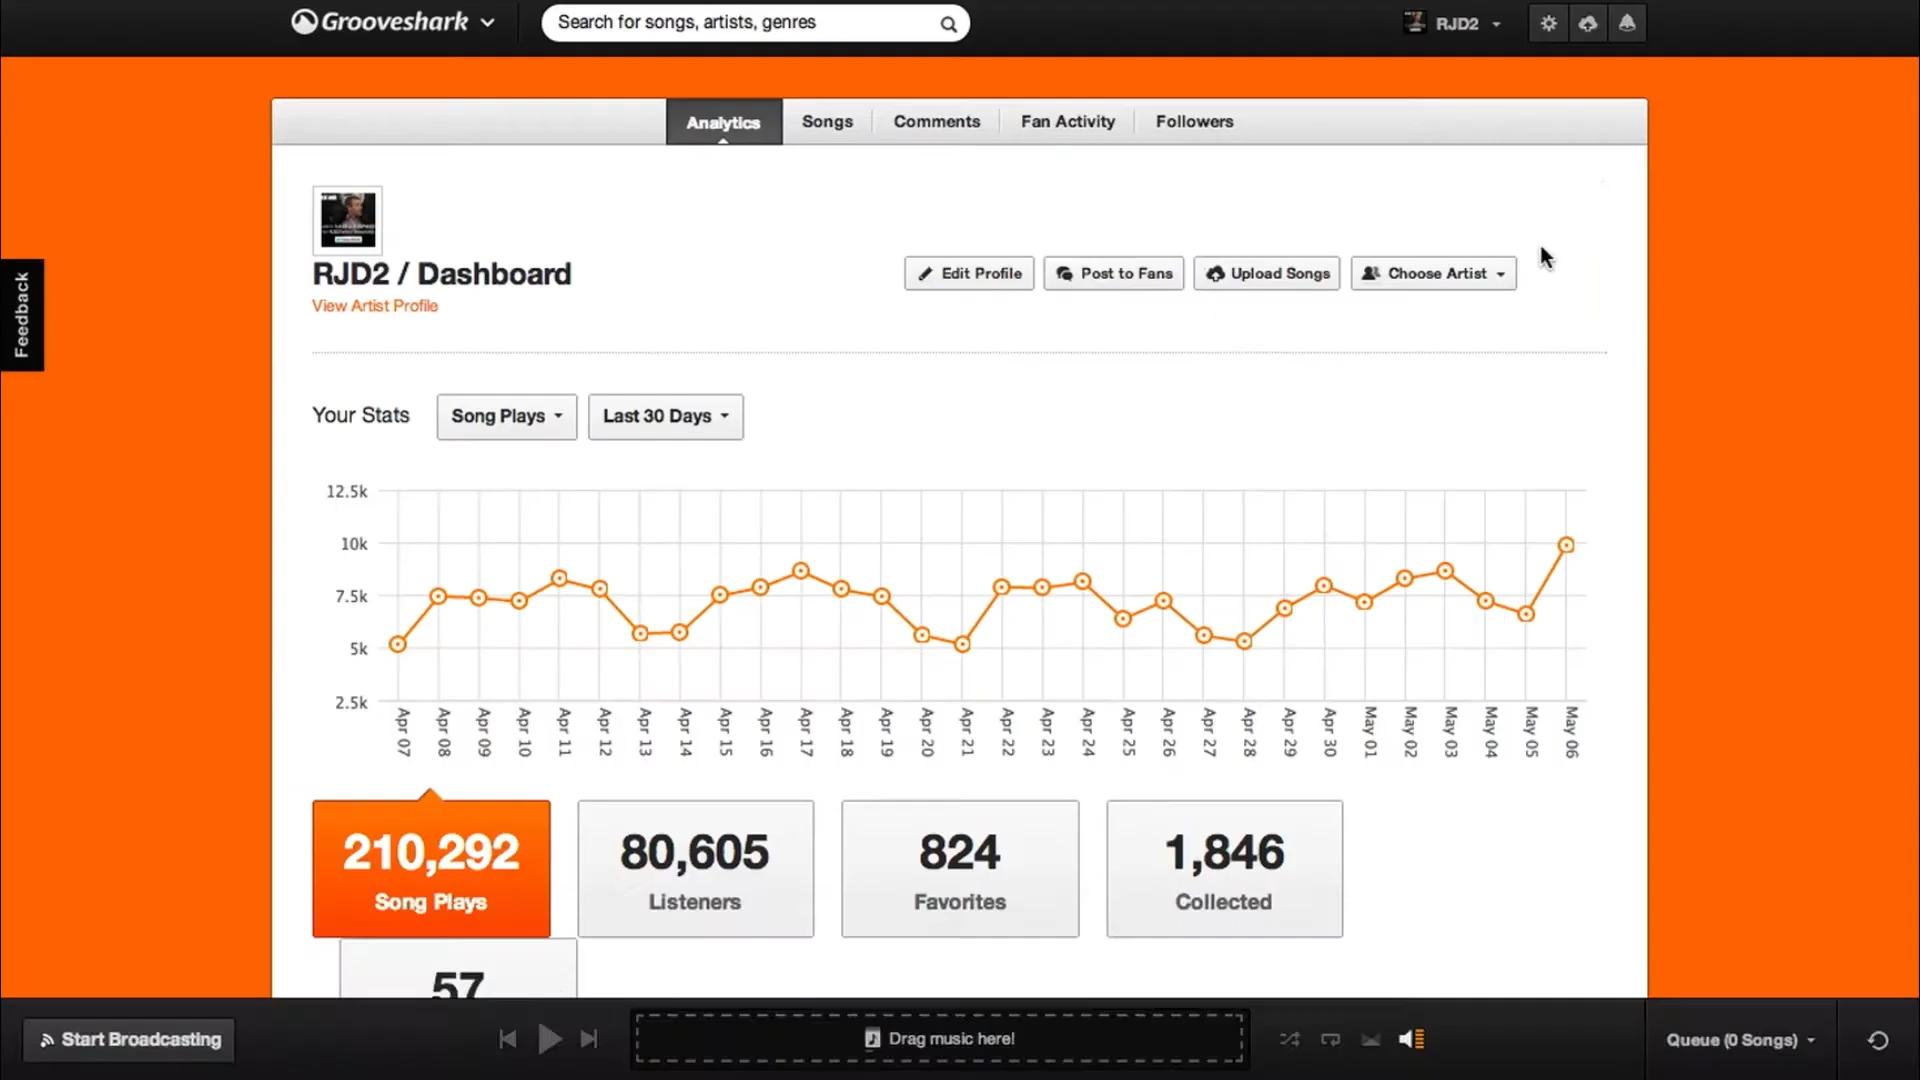 Grooveshark
Search for songs, artists, genres
RJD2
Analytics
Songs
Comments
Fan Activity
Followers
RJD2 / Dashboard
View Artist Profile
Edit Profile
Post to Fans
Upload Songs
Choose Artist
Feedback
Your Stats
Song Plays
Last 30 Days
12.5k
10k
7.5k
5k
2.5k
Apr 07
Apr 08
Apr 09
Apr 10
Apr 11
Apr 12
Apr 13
Apr 14
Apr 15
Apr 16
Apr 17
Apr 18
Apr 19
Apr 20
Apr 21
Apr 22
Apr 23
Apr 24
Apr 25
Apr 26
Apr 27
Apr 28
Apr 29
Apr 30
May 01
May 02
May 03
May 04
May 05
May 06
210,292
Song Plays
80,605
Listeners
824
Favorites
1,846
Collected
57
Start Broadcasting
Drag music here!
Queue (0 Songs)